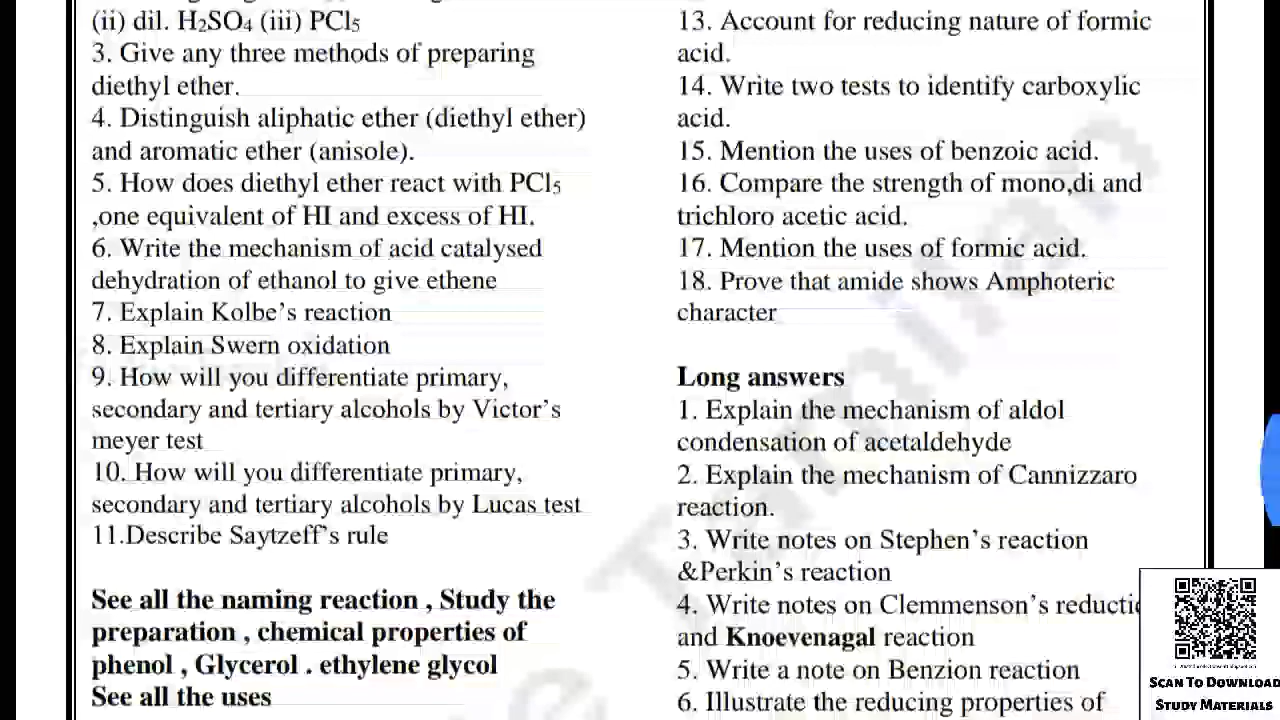 (ii) dil. H₂SO₄ (iii) PCl₅
3. Give any three methods of preparing
diethyl ether.
4. Distinguish aliphatic ether (diethyl ether)
and aromatic ether (anisole).
5. How does diethyl ether react with PCl₅
,one equivalent of HI and excess of HI.
6. Write the mechanism of acid catalysed
dehydration of ethanol to give ethene
7. Explain Kolbe's reaction
8. Explain Swern oxidation
9. How will you differentiate primary,
secondary and tertiary alcohols by Victor's
meyer test
10. How will you differentiate primary,
secondary and tertiary alcohols by Lucas test
11.Describe Saytzeff's rule
See all the naming reaction , Study the
preparation , chemical properties of
phenol , Glycerol . ethylene glycol
See all the uses
13. Account for reducing nature of formic
acid.
14. Write two tests to identify carboxylic
acid.
15. Mention the uses of benzoic acid.
16. Compare the strength of mono,di and
trichloro acetic acid.
17. Mention the uses of formic acid.
18. Prove that amide shows Amphoteric
character
Long answers
1. Explain the mechanism of aldol
condensation of acetaldehyde
2. Explain the mechanism of Cannizzaro
reaction.
3. Write notes on Stephen's reaction
&Perkin's reaction
4. Write notes on Clemmenson's reducti
and Knoevenagal reaction
5. Write a note on Benzion reaction
6. Illustrate the reducing properties of
Scan To Download
Study Materials